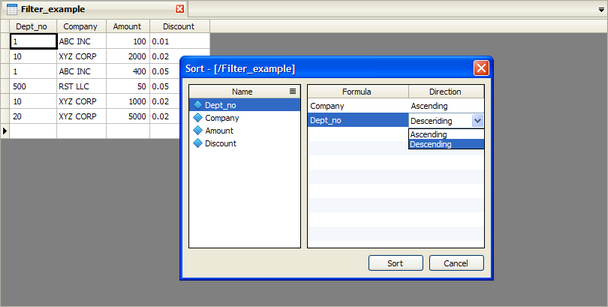 Filter_example
Dept_no Company Amount Discount
1 ABC INC 100 0.01
10 XYZ CORP 2000 0.02
1 ABC INC 400 0.05
500 RST LLC 50 0.05
10 XYZ CORP 1000 0.02
20 XYZ CORP 5000 0.02
Sort - [/Filter_example]
Name
Dept_no
Company
Amount
Discount
Formula Direction
Company Ascending
Dept_no Descending
Ascending
Descending
Sort Cancel